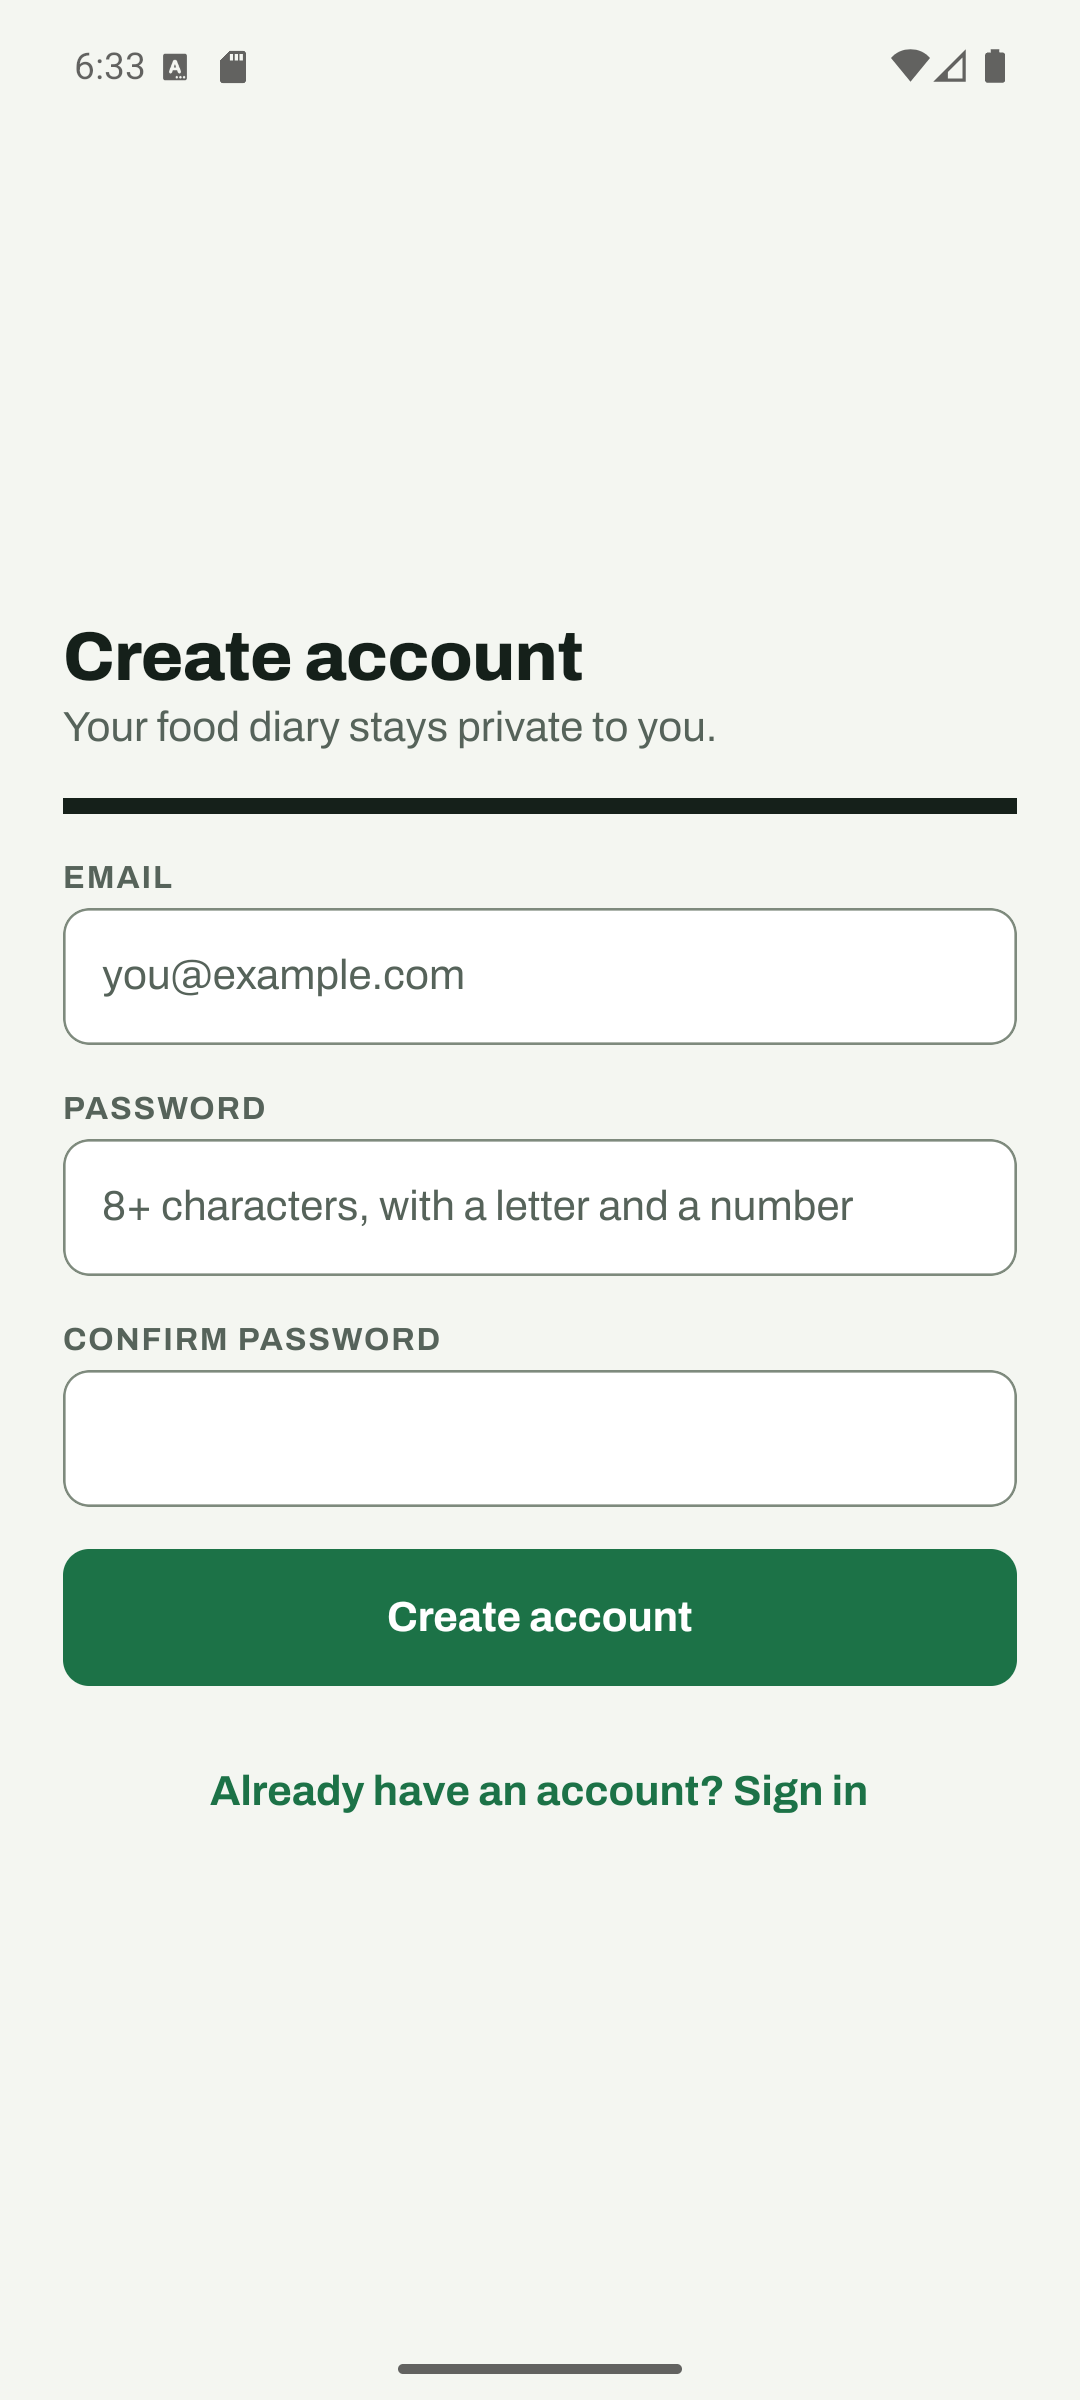 6:33
Create account
Your food diary stays private to you.
EMAIL
you@example.com
PASSWORD
8+ characters, with a letter and a number
CONFIRM PASSWORD
Create account
Already have an account? Sign in